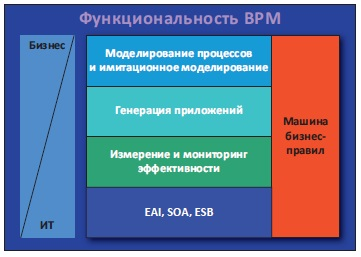 Функциональность BPM
Бизнес
ИТ
Моделирование процессов
и имитационное моделирование
Генерация приложений
Измерение и мониторинг
эффективности
EAI, SOA, ESB
Машина
бизнес-
правил